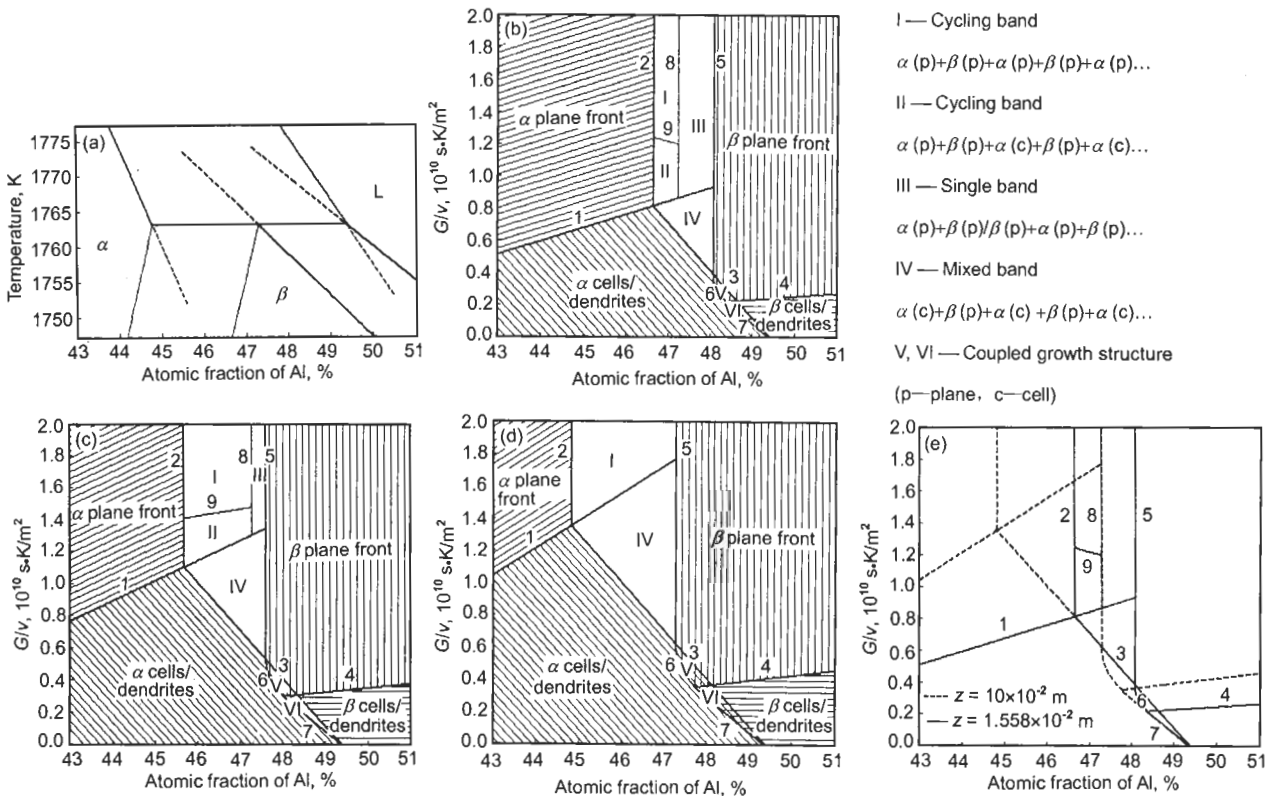 (a)
1775
1770
1765
1760
1755
1750
Temperature, K
L
α
β
43 44 45 46 47 48 49 50 51
Atomic fraction of Al, %
(b)
2.0
1.8
1.6
1.4
1.2
1.0
0.8
0.6
0.4
0.2
0.0
G/v, 10¹⁰ s•K/m²
2 8 5
I
α plane front
9
III
β plane front
II
1
IV
α cells/
dendrites
3
4
6 V
VI
β cells/
7 dendrites
43 44 45 46 47 48 49 50 51
Atomic fraction of Al, %
I — Cycling band
α (p)+β (p)+α (p)+β (p)+α (p)…
II — Cycling band
α (p)+β (p)+α (c)+β (p)+α (c)…
III — Single band
α (p)+β (p)/β (p)+α (p)+β (p)…
IV — Mixed band
α (c)+β (p)+α (c) +β (p)+α (c)…
V, VI — Coupled growth structure
(p—plane, c—cell)
(c)
2.0
1.8
1.6
1.4
1.2
1.0
0.8
0.6
0.4
0.2
0.0
G/v, 10¹⁰ s•K/m²
2 8 5
I III
9
α plane front
II
β plane front
1
IV
α cells/
dendrites
3
6 V
4
VI
β cells/
dendrites
7
43 44 45 46 47 48 49 50 51
Atomic fraction of Al, %
(d)
2.0
1.8
1.6
1.4
1.2
1.0
0.8
0.6
0.4
0.2
0.0
G/v, 10¹⁰ s•K/m²
2 5
I
α plane
front
1
IV
β plane front
α cells/
dendrites
3
6 V
4
VI
β cells/
dendrites
7
43 44 45 46 47 48 49 50 51
Atomic fraction of Al, %
(e)
2.0
1.8
1.6
1.4
1.2
1.0
0.8
0.6
0.4
0.2
0.0
G/v, 10¹⁰ s•K/m²
2 8 5
9
1
3
4
6
7
z = 10×10⁻² m
z = 1.558×10⁻² m
43 44 45 46 47 48 49 50 51
Atomic fraction of Al, %